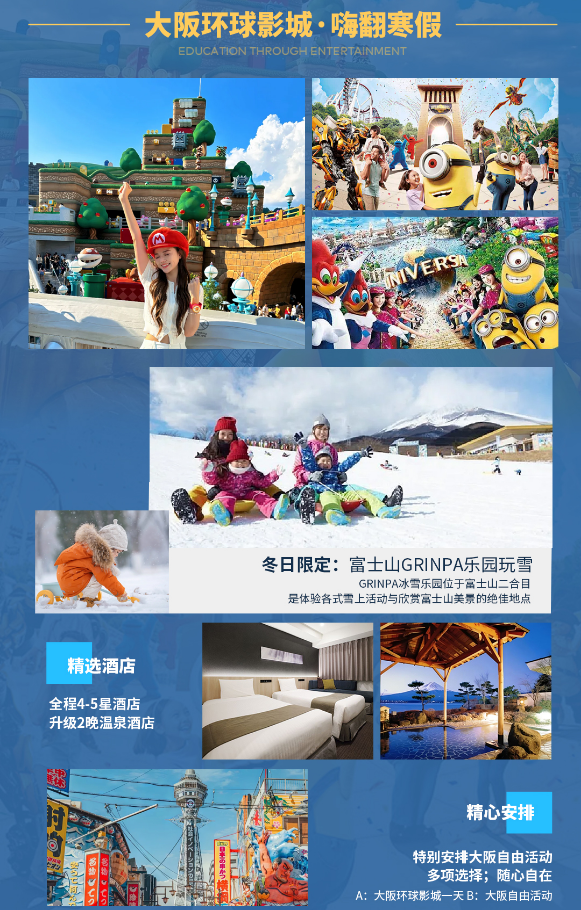 大阪环球影城·嗨翻寒假
EDUCATION THROUGH ENTERTAINMENT
UNIVERSA
冬日限定：富士山GRINPA乐园玩雪
GRINPA冰雪乐园位于富士山二合目
是体验各式雪上活动与欣赏富士山美景的绝佳地点
精选酒店
全程4-5星酒店
升级2晚温泉酒店
精心安排
特别安排大阪自由活动
多项选择；随心自在
A：大阪环球影城一天 B：大阪自由活动